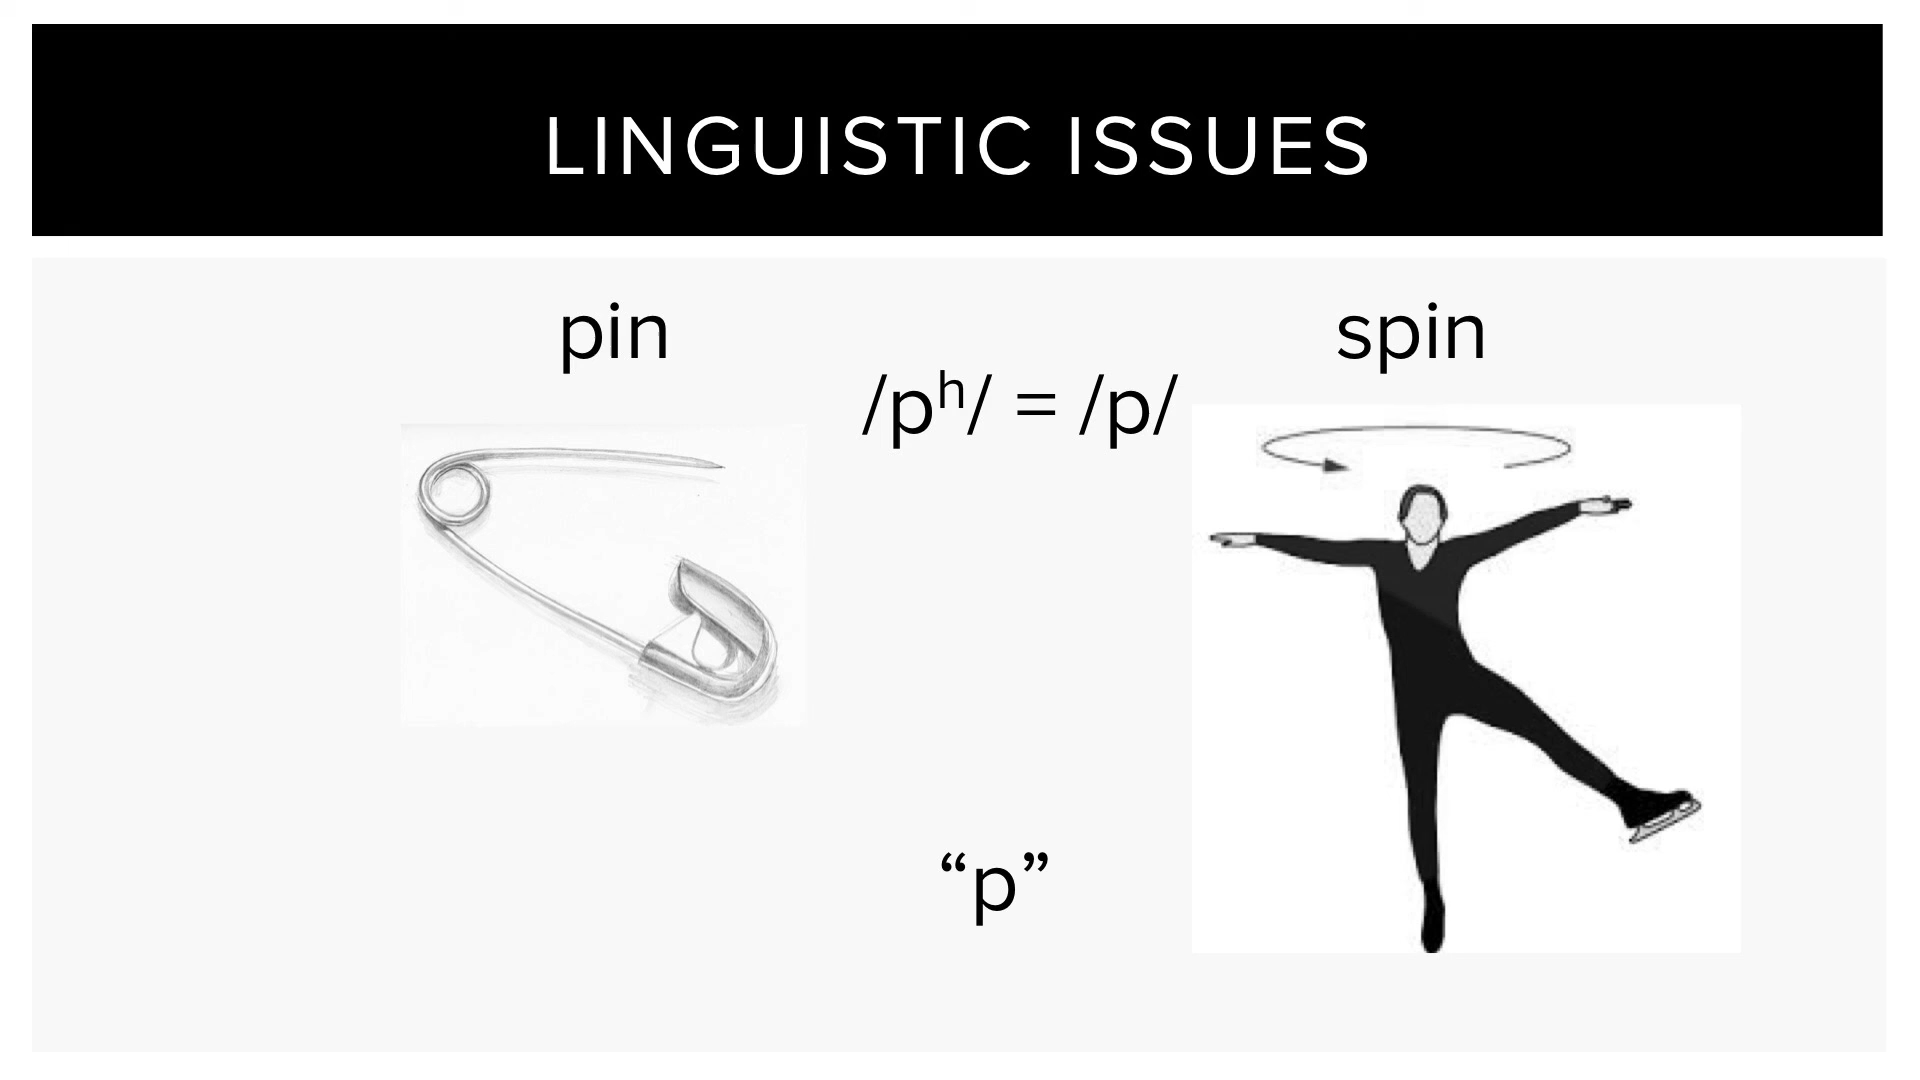 LINGUISTIC ISSUES
pin
spin
/pʰ/ = /p/
“p”